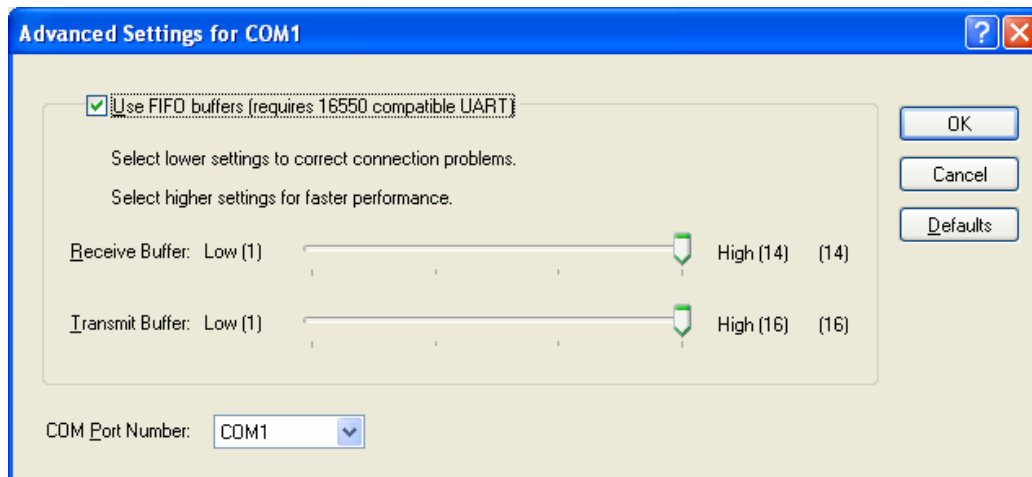 Advanced Settings for COM1
Use FIFO buffers (requires 16550 compatible UART)
OK
Select lower settings to correct connection problems.
Cancel
Select higher settings for faster performance.
Defaults
Receive Buffer: Low (1) High (14) (14)
Transmit Buffer: Low (1) High (16) (16)
COM Port Number: COM1